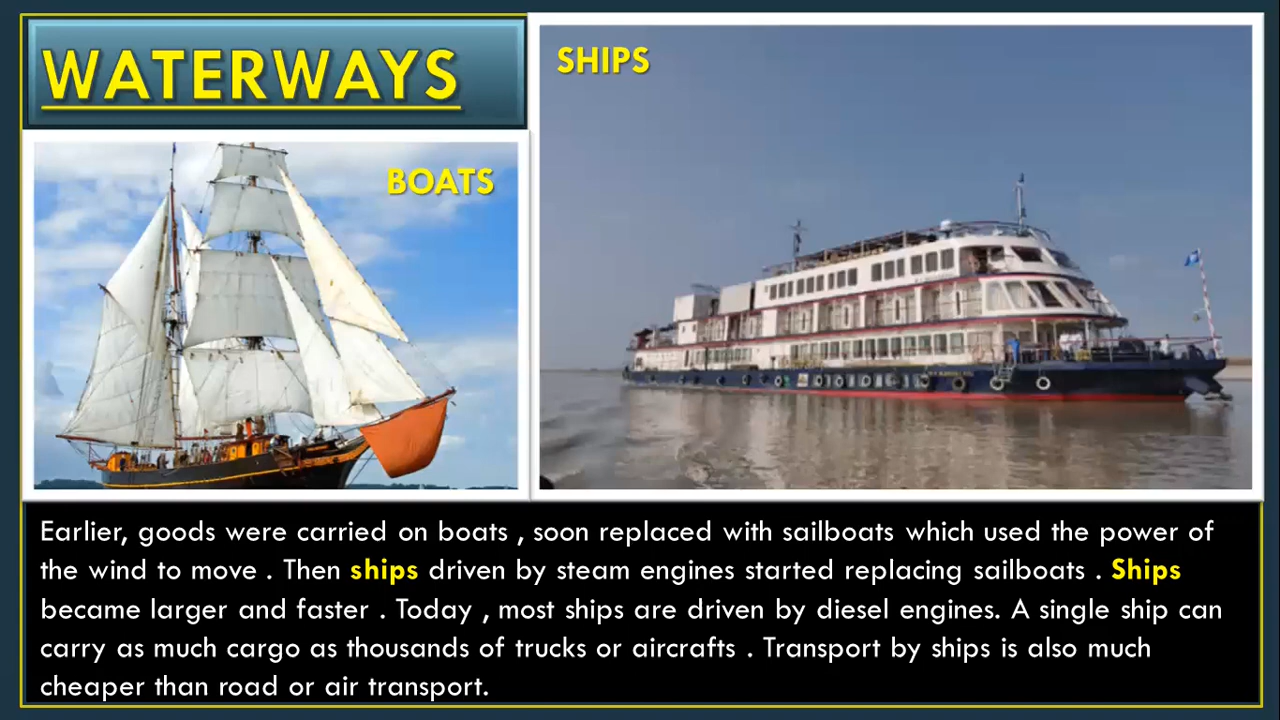 WATERWAYS
SHIPS
BOATS
Earlier, goods were carried on boats , soon replaced with sailboats which used the power of
the wind to move . Then ships driven by steam engines started replacing sailboats . Ships
became larger and faster . Today , most ships are driven by diesel engines. A single ship can
carry as much cargo as thousands of trucks or aircrafts . Transport by ships is also much
cheaper than road or air transport.